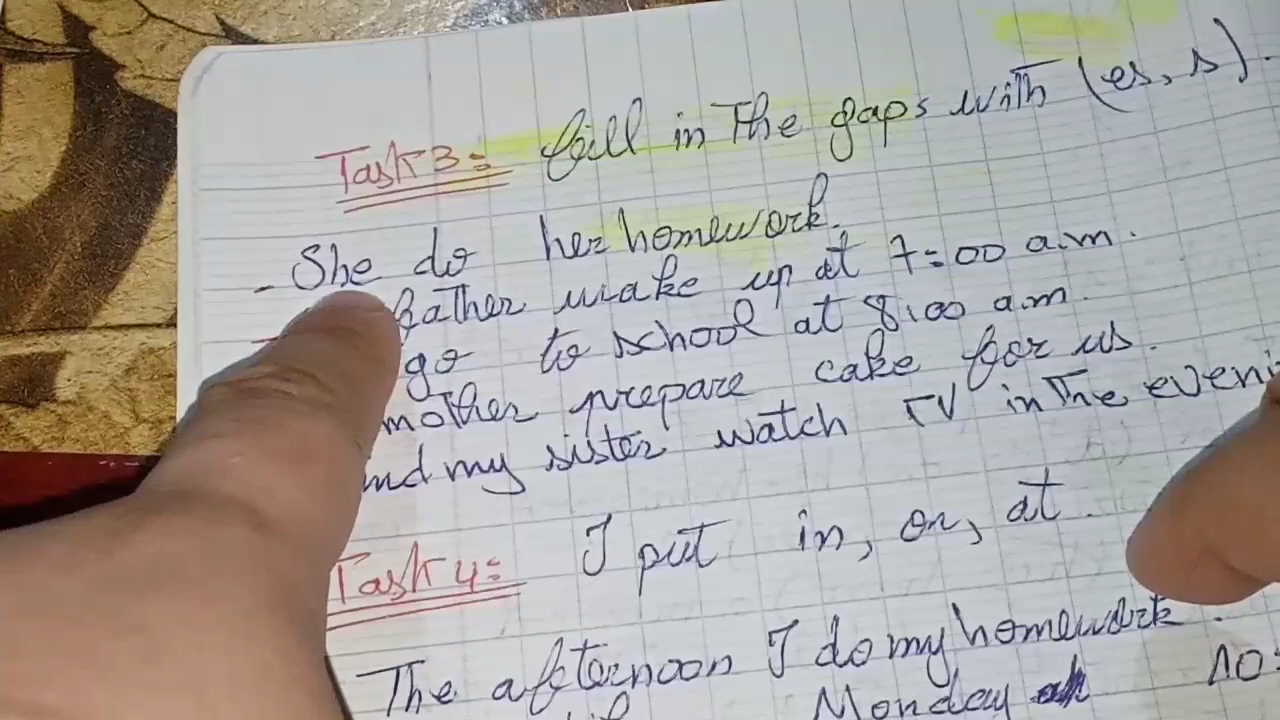 Task 3: fill in the gaps with (es, s).
- She do her homework.
father wake up at 7:00 a.m.
go to school at 8:00 a.m.
mother prepare cake for us.
my sister watch TV in the
Task 4: I put in, on, at.
The afternoon I do my homework.
Monday